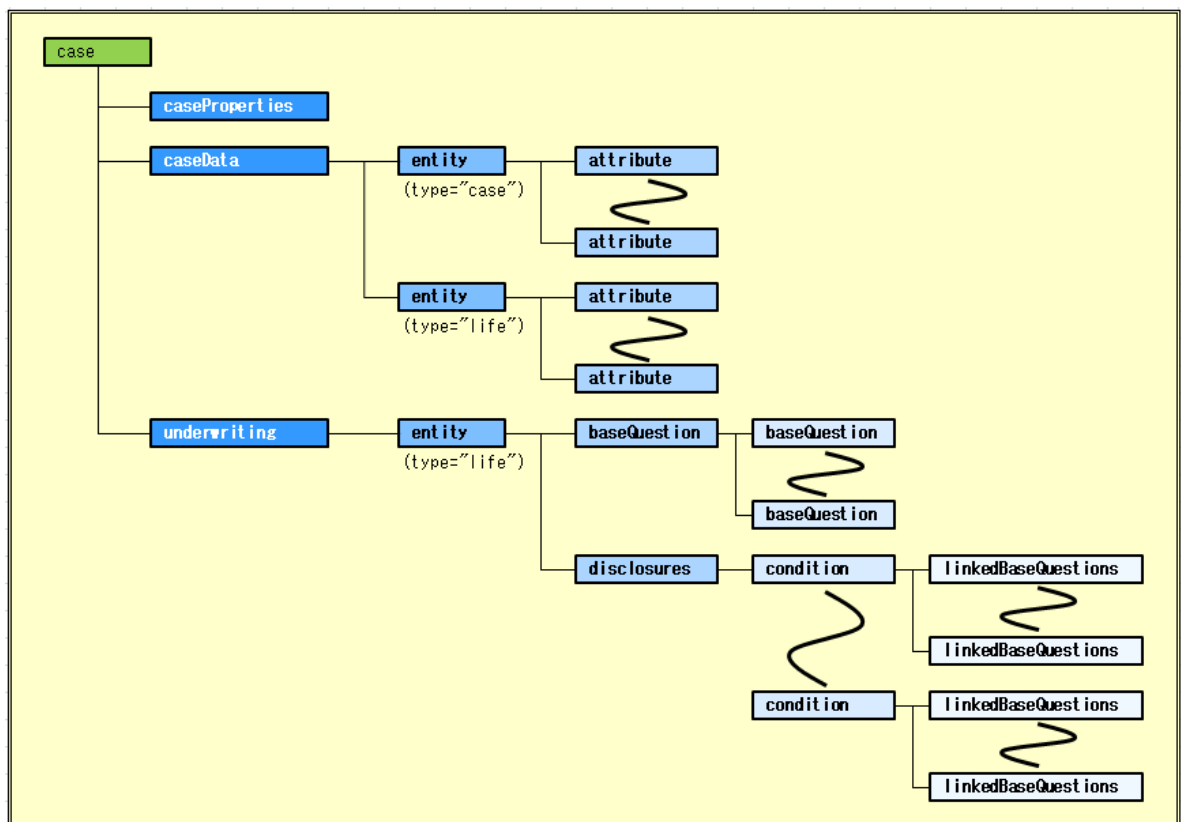 case
caseProperties
caseData
entity
attribute
(type="case")
attribute
entity
attribute
(type="life")
attribute
underwriting
entity
baseQuestion
baseQuestion
(type="life")
baseQuestion
disclosures
condition
linkedBaseQuestions
linkedBaseQuestions
condition
linkedBaseQuestions
linkedBaseQuestions